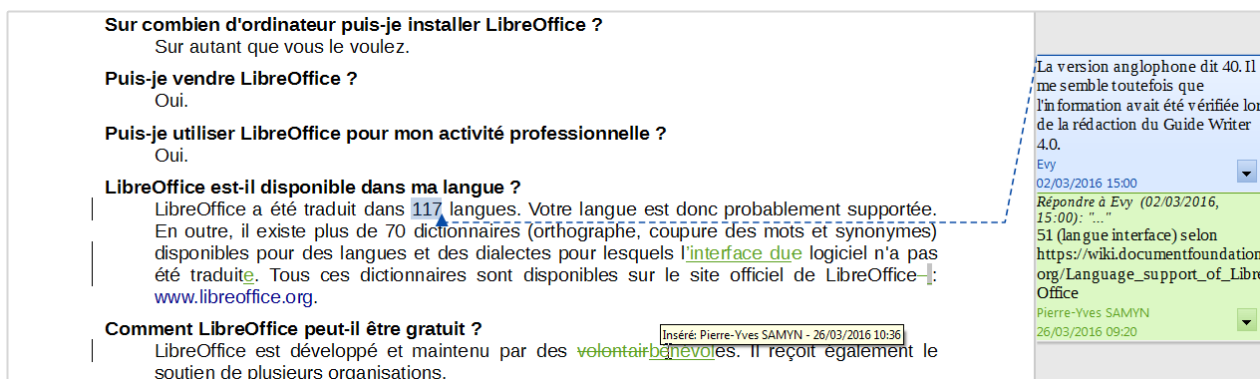 Sur combien d'ordinateur puis-je installer LibreOffice ?
Sur autant que vous le voulez.
Puis-je vendre LibreOffice ?
Oui.
Puis-je utiliser LibreOffice pour mon activité professionnelle ?
Oui.
LibreOffice est-il disponible dans ma langue ?
LibreOffice a été traduit dans 117 langues. Votre langue est donc probablement supportée.
En outre, il existe plus de 70 dictionnaires (orthographe, coupure des mots et synonymes)
disponibles pour des langues et des dialectes pour lesquels l'interface due logiciel n'a pas
été traduite. Tous ces dictionnaires sont disponibles sur le site officiel de LibreOffice :
www.libreoffice.org.
Comment LibreOffice peut-il être gratuit ?
Inséré: Pierre-Yves SAMYN - 26/03/2016 10:36
LibreOffice est développé et maintenu par des volontairbénévoles. Il reçoit également le
soutien de plusieurs organisations.
La version anglophone dit 40. Il
me semble toutefois que
l'information avait été vérifiée lor
de la rédaction du Guide Writer
4.0.
Evy
02/03/2016 15:00
Répondre à Evy (02/03/2016,
15:00): "..."
51 (langue interface) selon
https://wiki.documentfoundation
org/Language_support_of_Libre
Office
Pierre-Yves SAMYN
26/03/2016 09:20